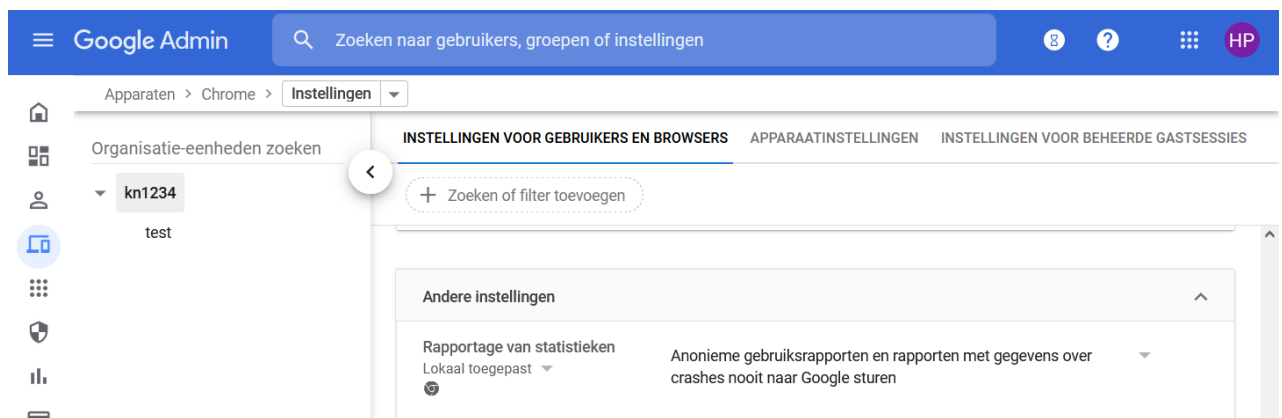 Google Admin
Zoeken naar gebruikers, groepen of instellingen
HP
Apparaten > Chrome > Instellingen
Organisatie-eenheden zoeken
kn1234
test
INSTELLINGEN VOOR GEBRUIKERS EN BROWSERS
APPARAATINSTELLINGEN
INSTELLINGEN VOOR BEHEERDE GASTSESSIES
+ Zoeken of filter toevoegen
Andere instellingen
Rapportage van statistieken
Lokaal toegepast
Anonieme gebruiksrapporten en rapporten met gegevens over
crashes nooit naar Google sturen